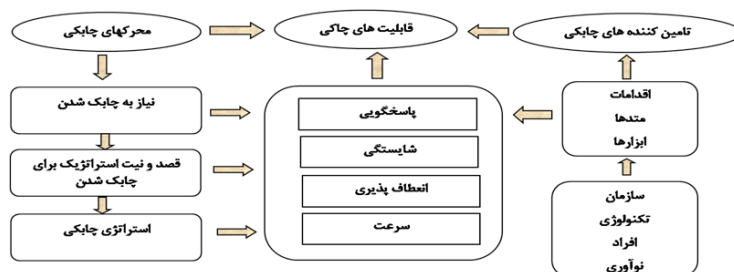 محرکهای چابکی
قابلیت های چاکی
تامین کننده های چابکی
نیاز به چابک شدن
قصد و نیت استراتژیک برای
چابک شدن
استراتژی چابکی
پاسخگویی
شایستگی
انعطاف پذیری
سرعت
اقدامات
متدها
ابزارها
سازمان
تکنولوژی
افراد
نوآوری